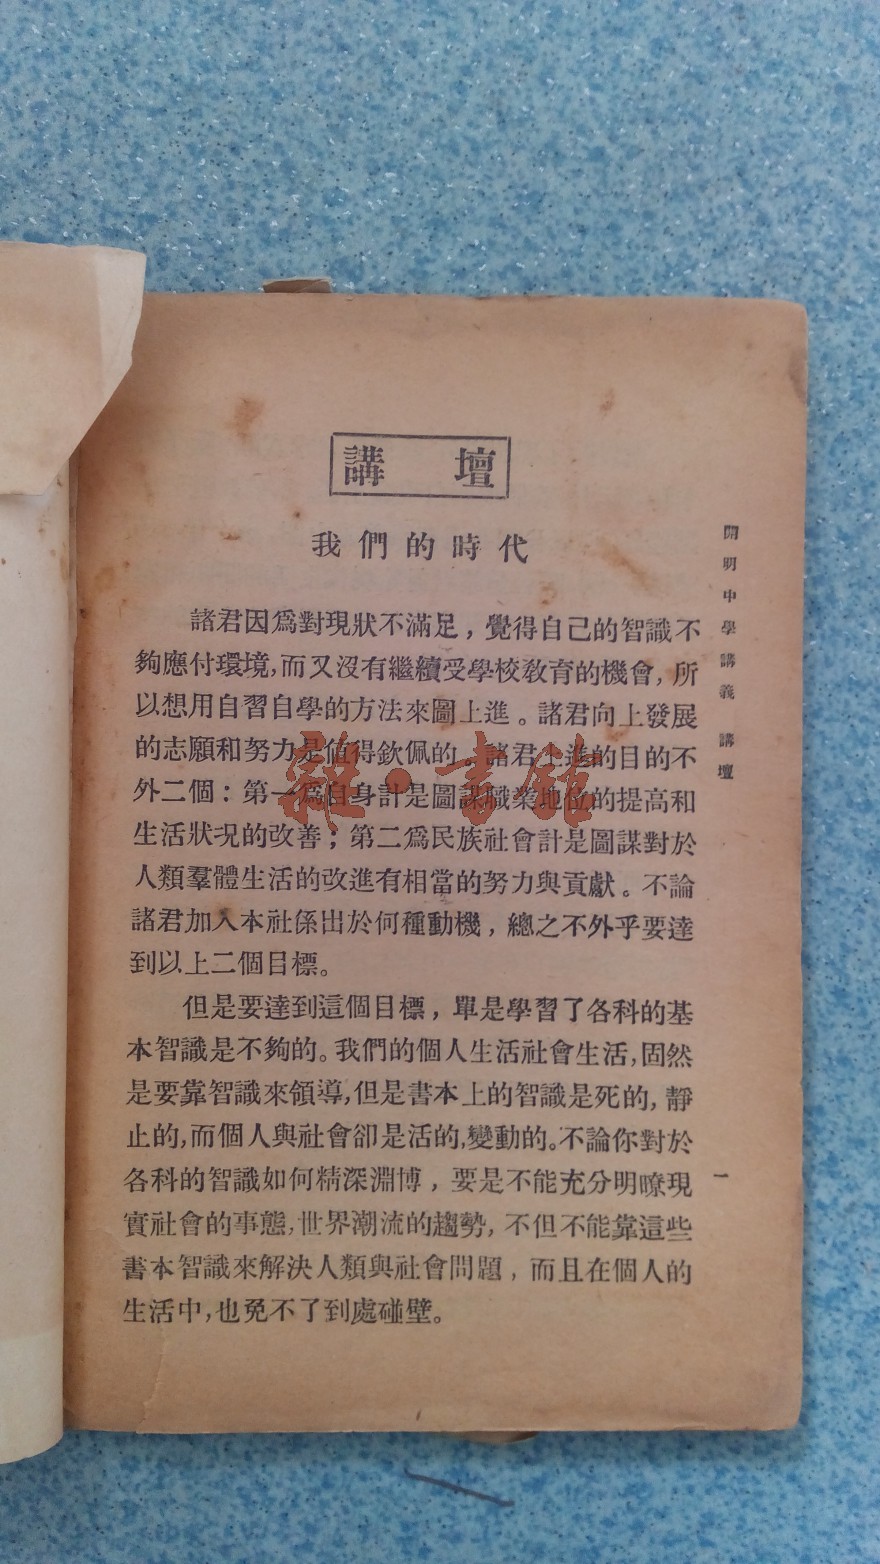 講壇
我們的時代
諸君因爲對現狀不滿足，覺得自己的智識不
夠應付環境，而又沒有繼續受學校教育的機會，所
以想用自習自學的方法來圖上進。諸君向上發展
的志願和努力是值得欽佩的。諸君上進的目的不
外二個：第一爲自身計是圖謀職業地位的提高和
生活狀况的改善；第二爲民族社會計是圖謀對於
人類羣體生活的改進有相當的努力與貢獻。不論
諸君加入本社係出於何種動機，總之不外乎要達
到以上二個目標。
但是要達到這個目標，單是學習了各科的基
本智識是不夠的。我們的個人生活社會生活，固然
是要靠智識來領導，但是書本上的智識是死的，靜
止的，而個人與社會卻是活的，變動的。不論你對於
各科的智識如何精深淵博，要是不能充分明瞭現
實社會的事態，世界潮流的趨勢，不但不能靠這些
書本智識來解決人類與社會問題，而且在個人的
生活中，也免不了到處碰壁。
開明中學講義 講壇
一
雜·書館